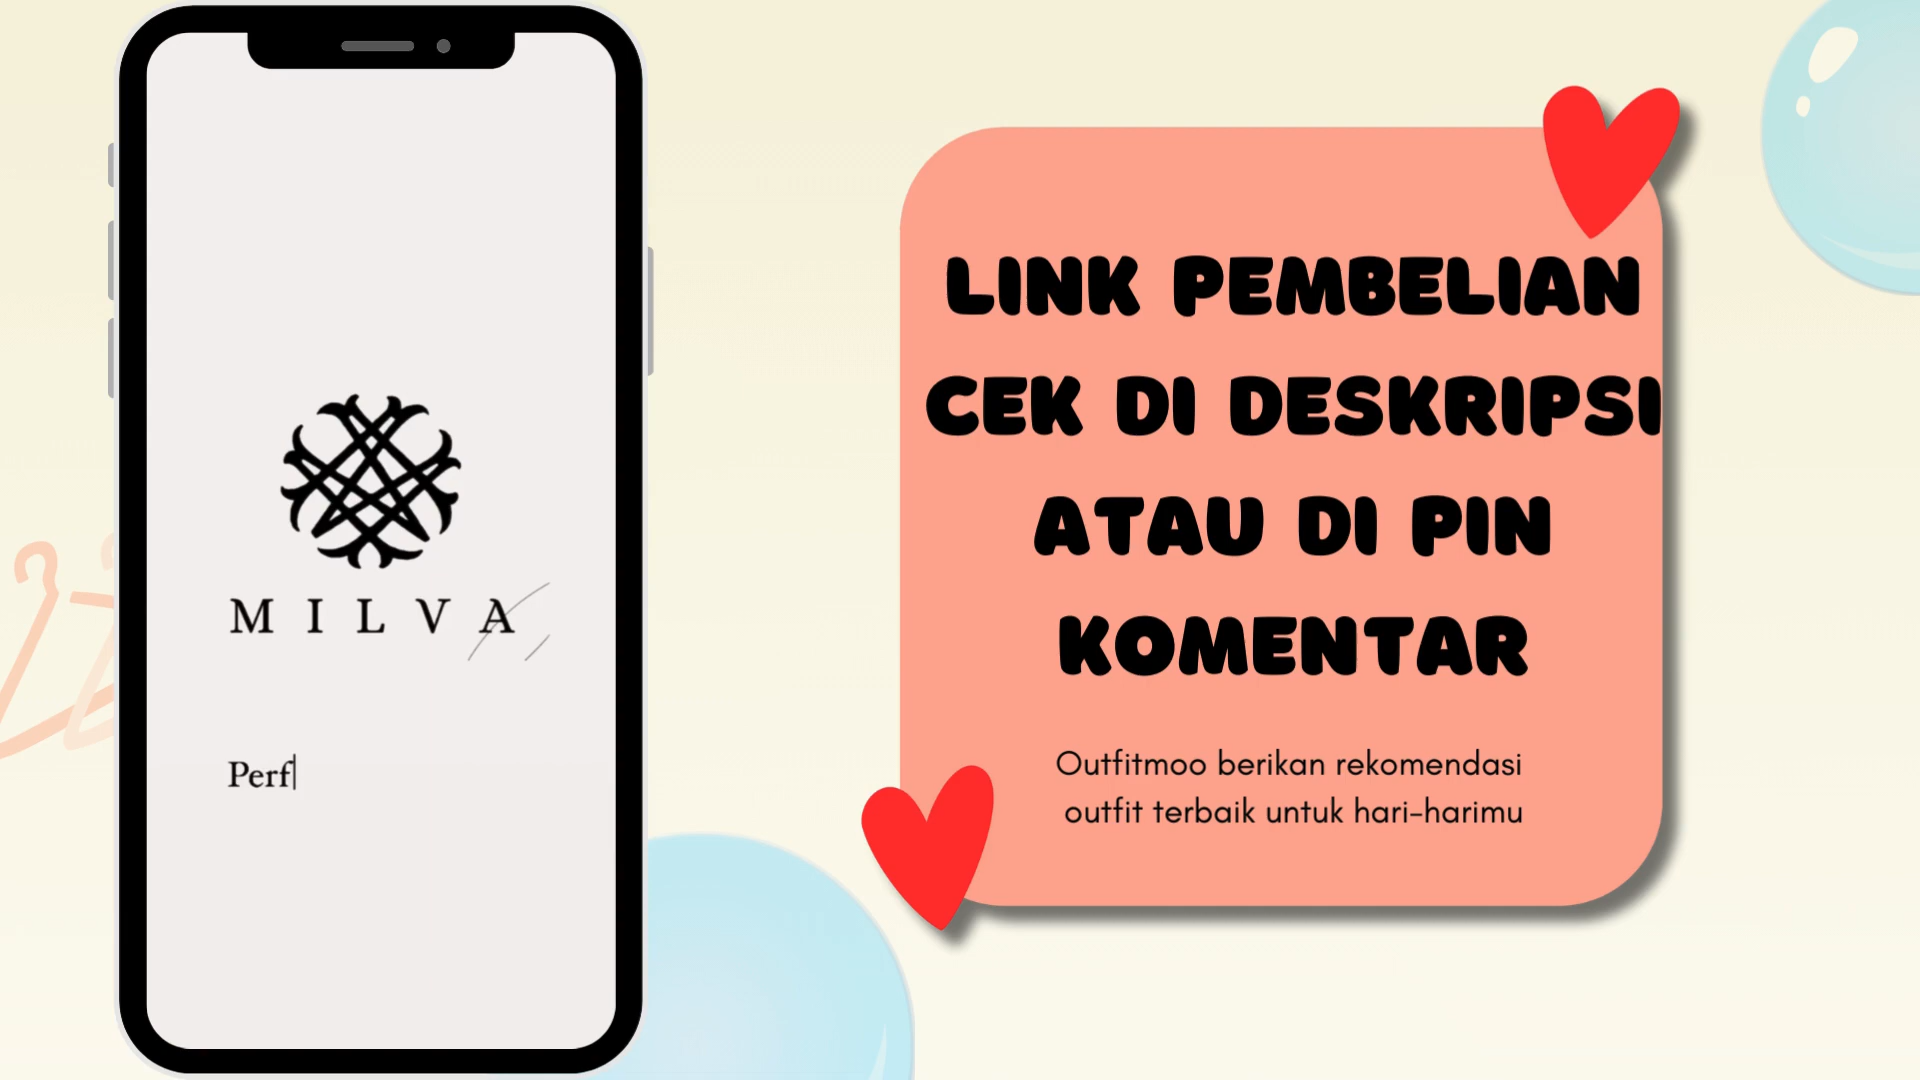 MILVA
Perf
LINK PEMBELIAN
CEK DI DESKRIPSI
ATAU DI PIN
KOMENTAR
Outfitmoo berikan rekomendasi
outfit terbaik untuk hari-harimu